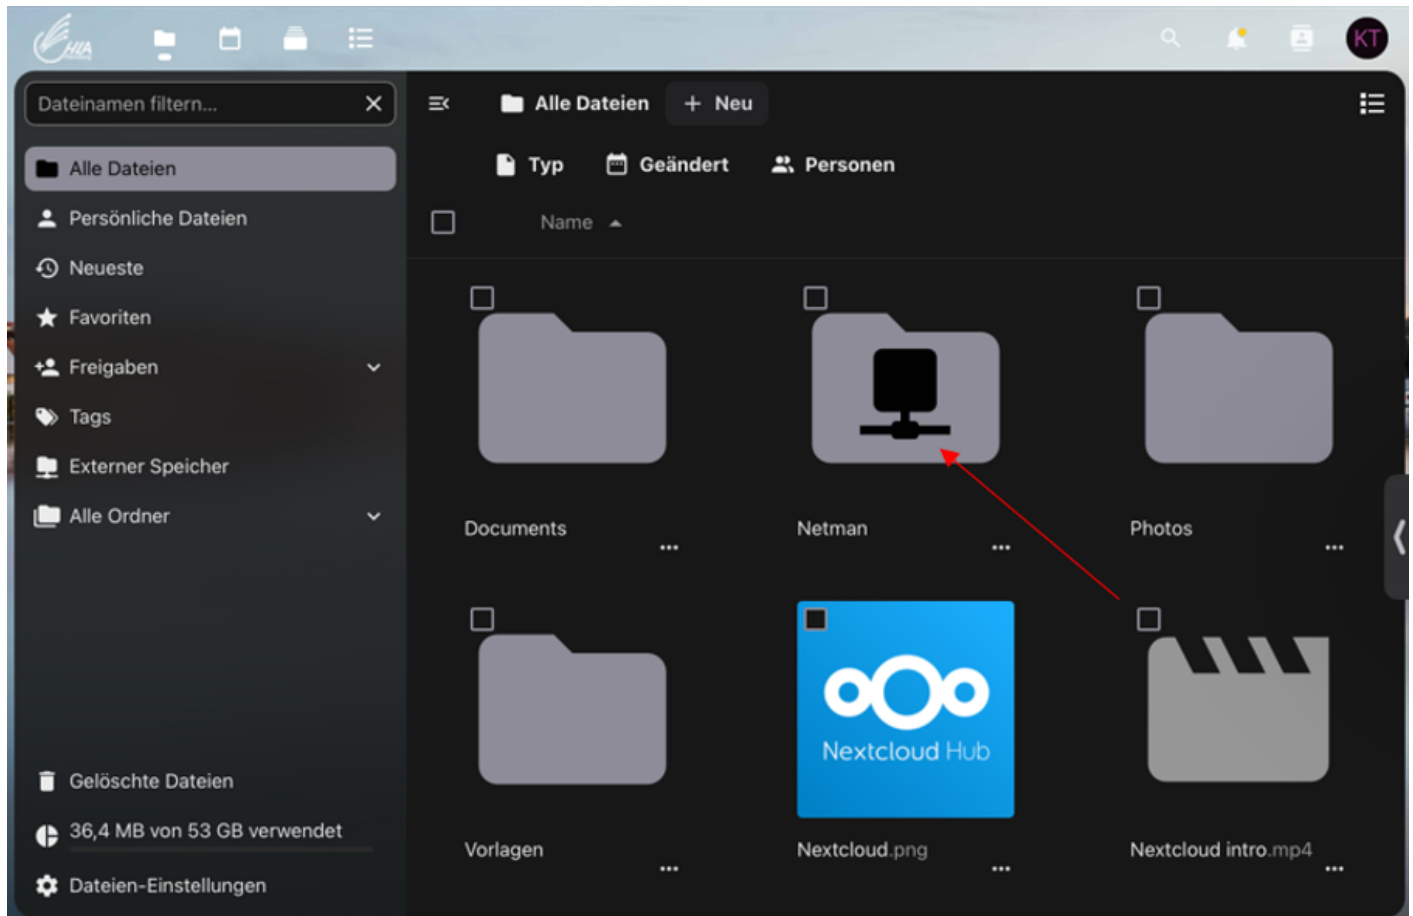 HIA
KT
Dateinamen filtern...
Alle Dateien
Persönliche Dateien
Neueste
Favoriten
Freigaben
Tags
Externer Speicher
Alle Ordner
Gelöschte Dateien
36,4 MB von 53 GB verwendet
Dateien-Einstellungen
Alle Dateien + Neu
Typ Geändert Personen
Name
Documents Netman Photos
Nextcloud Hub
Vorlagen Nextcloud.png Nextcloud intro.mp4